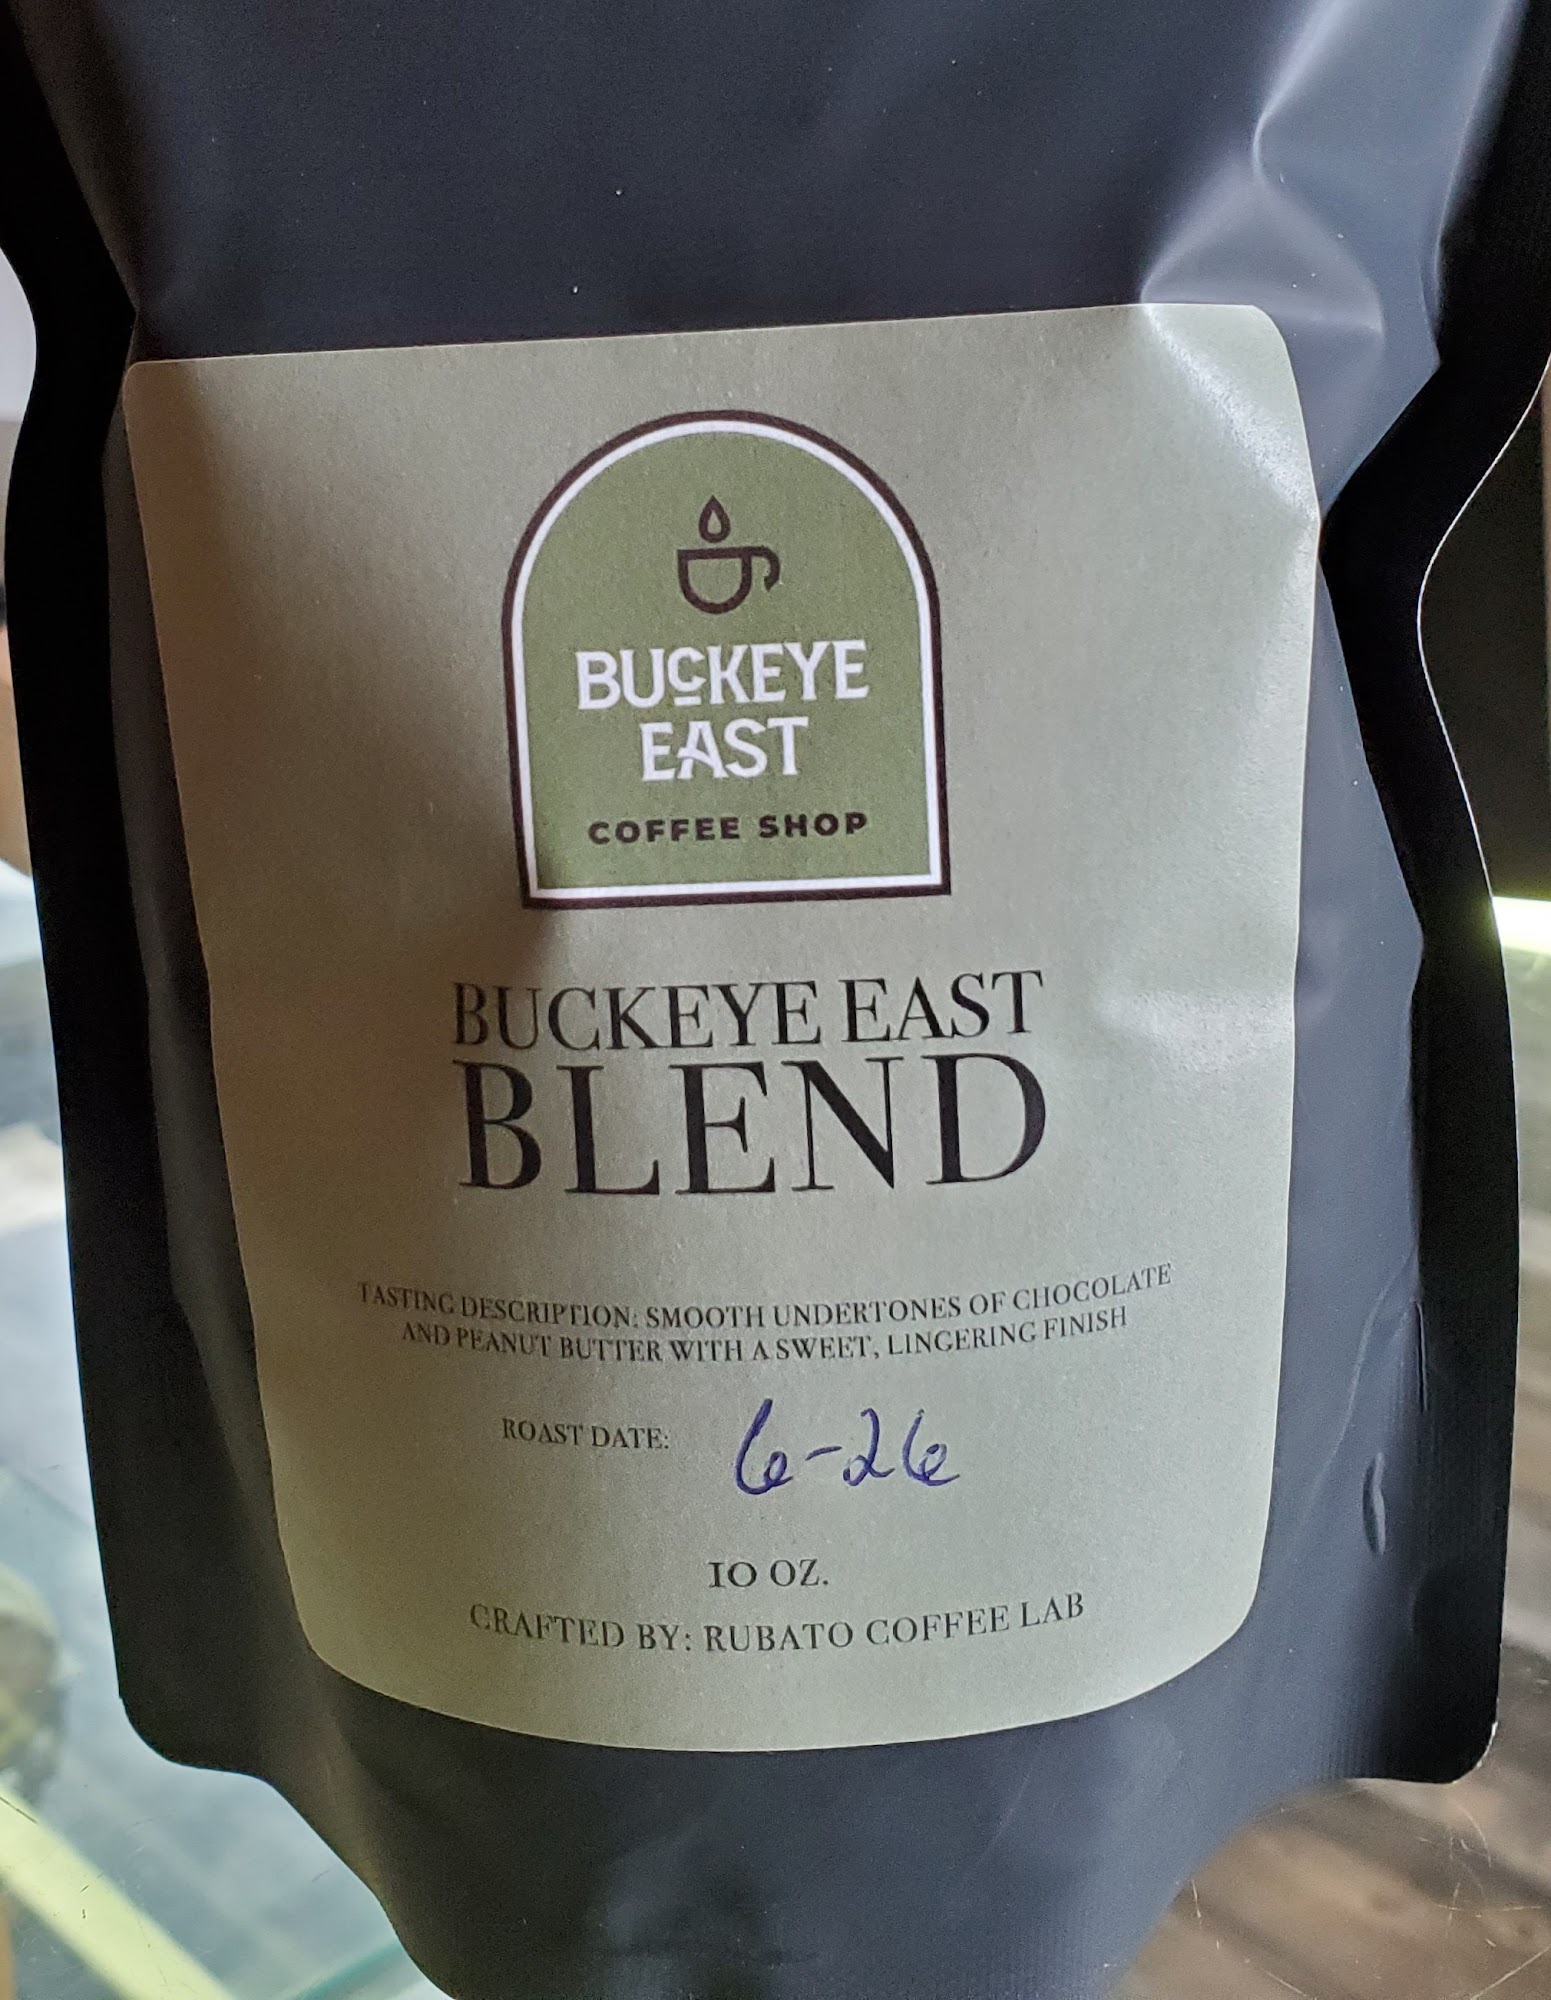 BUCKEYE
EAST
COFFEE SHOP
BUCKEYE EAST
BLEND
TASTING DESCRIPTION: SMOOTH UNDERTONES OF CHOCOLATE
AND PEANUT BUTTER WITH A SWEET, LINGERING FINISH
ROAST DATE: 6-26
10 OZ.
CRAFTED BY: RUBATO COFFEE LAB